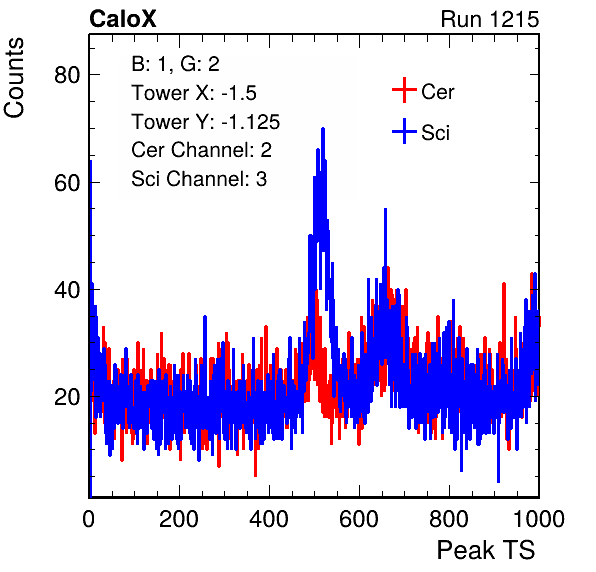 CaloX Run 1215
Counts
B: 1, G: 2
Tower X: -1.5
Tower Y: -1.125
Cer Channel: 2
Sci Channel: 3
Cer
Sci
80
60
40
20
0 200 400 600 800 1000
Peak TS